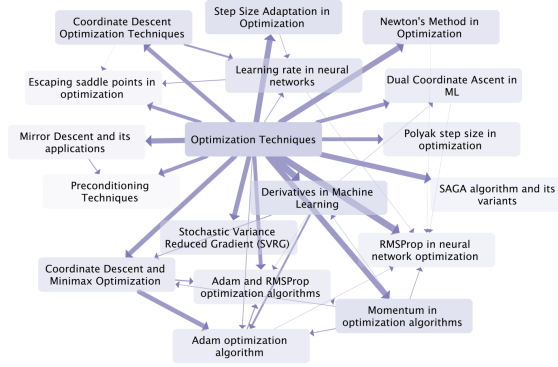 Step Size Adaptation in
Optimization
Coordinate Descent
Optimization Techniques
Newton's Method in
Optimization
Learning rate in neural
networks
Escaping saddle points in
optimization
Dual Coordinate Ascent in
ML
Mirror Descent and its
applications
Optimization Techniques
Polyak step size in
optimization
Preconditioning
Techniques
Derivatives in Machine
Learning
SAGA algorithm and its
variants
Stochastic Variance
Reduced Gradient (SVRG)
RMSProp in neural
network optimization
Coordinate Descent and
Minimax Optimization
Adam and RMSProp
optimization algorithms
Momentum in
optimization algorithms
Adam optimization
algorithm